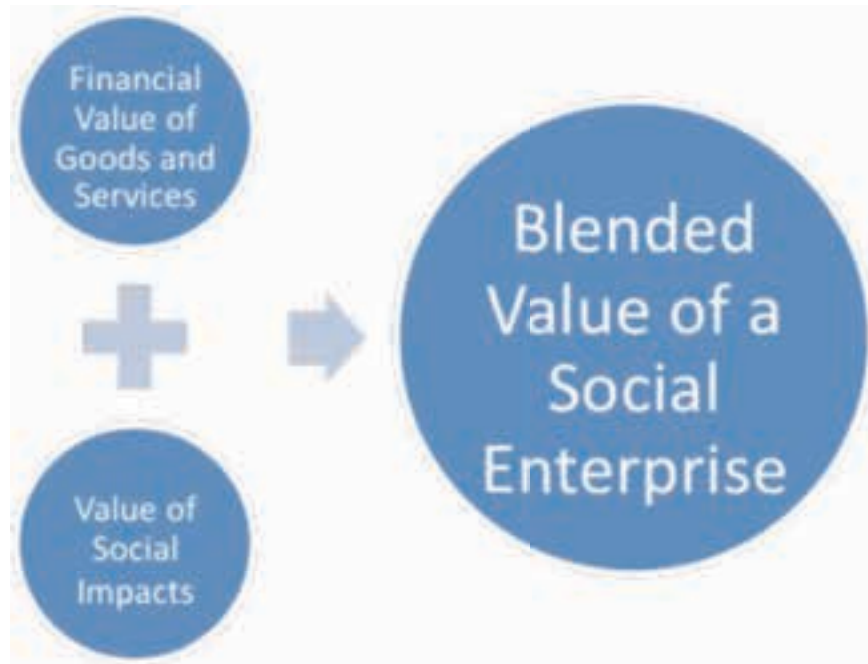 Financial
Value of
Goods and
Services
Value of
Social
Impacts
Blended
Value of a
Social
Enterprise